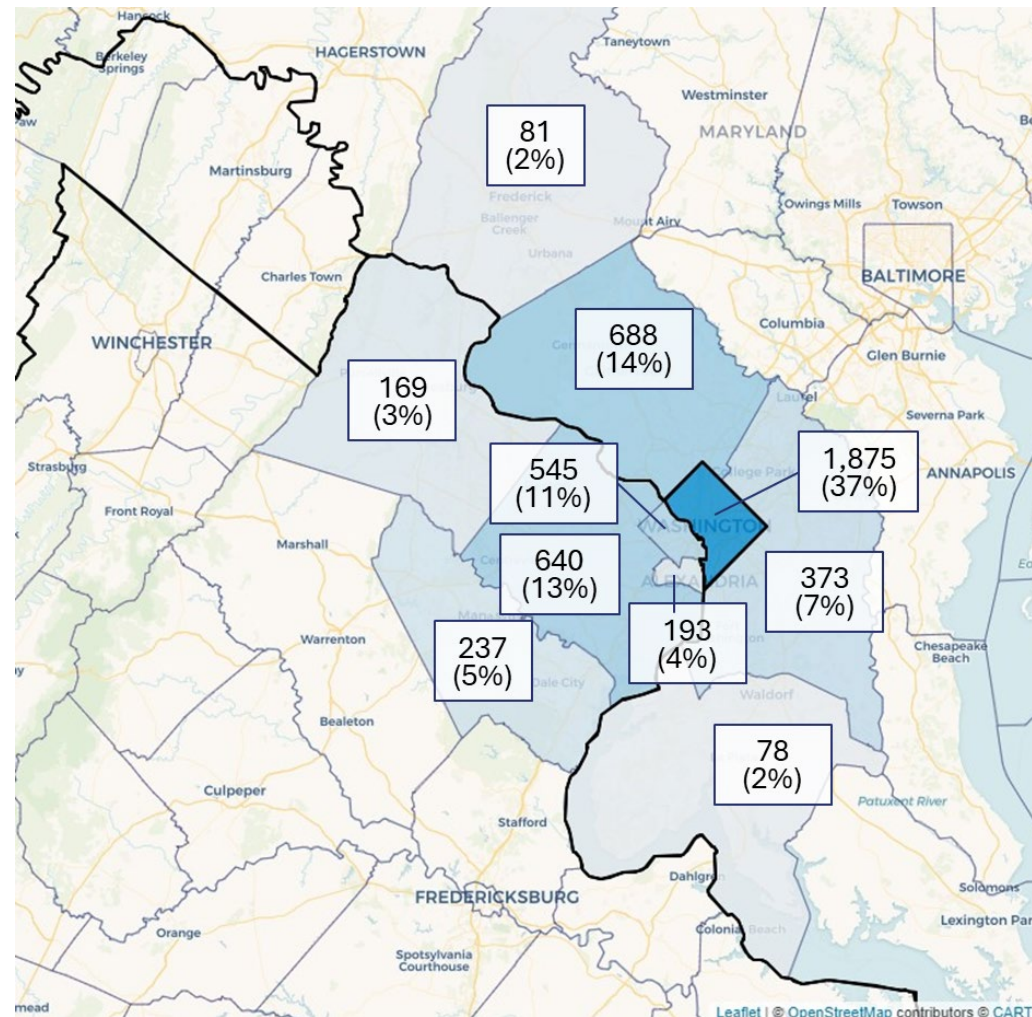 Hancock
Berkeley
Springs
HAGERSTOWN
Taneytown
Westminster
MARYLAND
81
(2%)
Martinsburg
Frederick
Ballenger
Creek
Urbana
Mount Airy
Owings Mills
Towson
BALTIMORE
Charles Town
WINCHESTER
688
(14%)
Columbia
Glen Burnie
Laurel
Severna Park
169
(3%)
545
(11%)
College Park
1,875
(37%)
ANNAPOLIS
Strasburg
Front Royal
WASHINGTON
Marshall
640
(13%)
ALEXANDRIA
373
(7%)
193
(4%)
Warrenton
237
(5%)
Dale City
Chesapeake
Beach
Waldorf
Bealeton
78
(2%)
Culpeper
Patuxent River
Stafford
Dahlgren
FREDERICKSBURG
Solomons
Lexington Par
Orange
Colonial Beach
Spotsylvania
Courthouse
mead
Leaflet | © OpenStreetMap contributors © CART